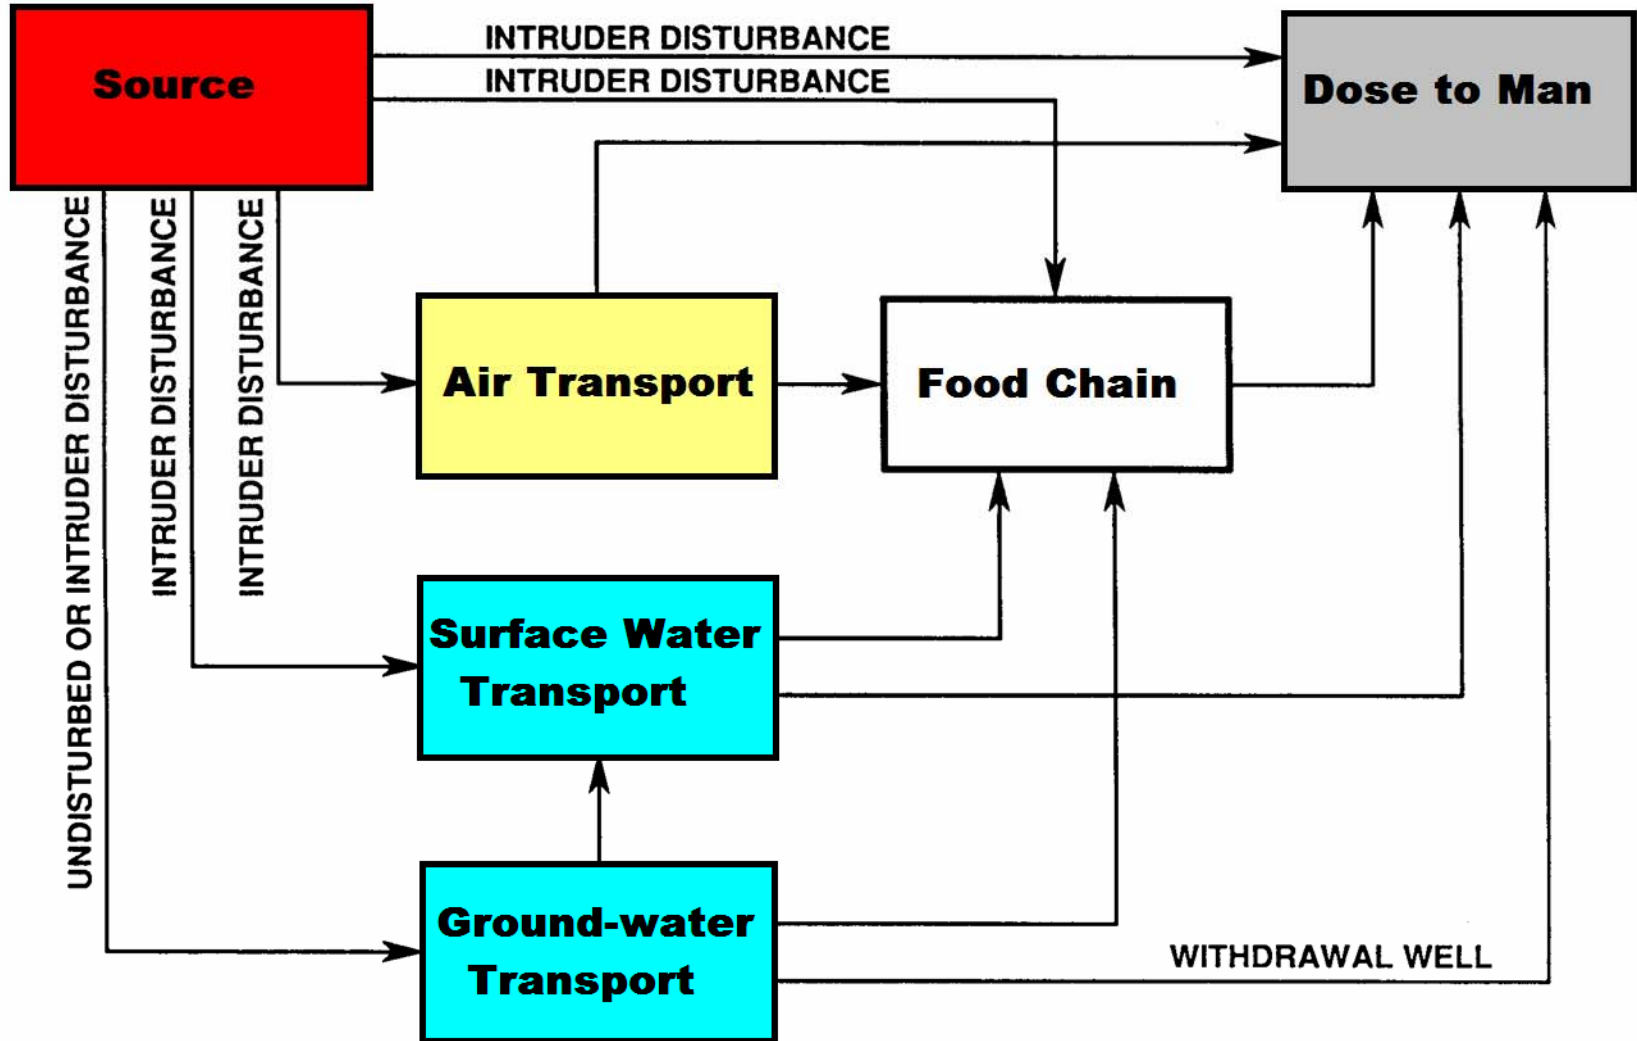 Source
INTRUDER DISTURBANCE
INTRUDER DISTURBANCE
Dose to Man
UNDISTURBED OR INTRUDER DISTURBANCE
INTRUDER DISTURBANCE
INTRUDER DISTURBANCE
Air Transport
Food Chain
Surface Water
Transport
Ground-water
Transport
WITHDRAWAL WELL